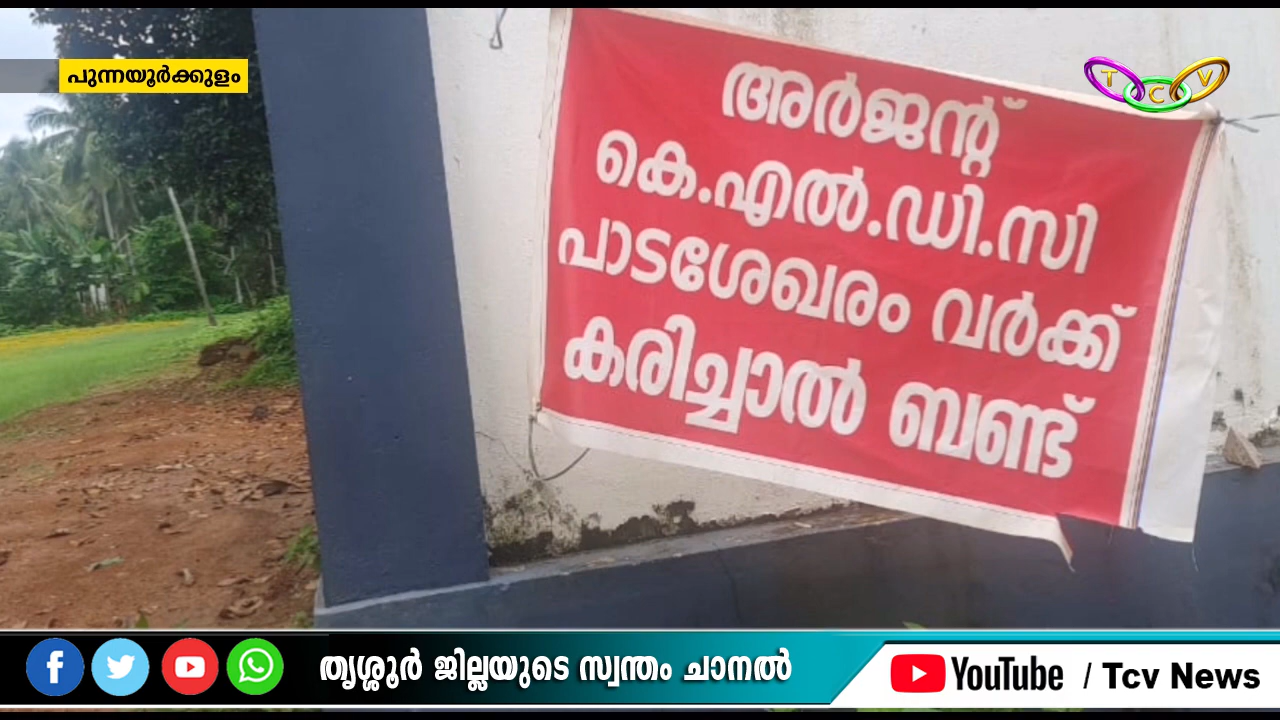 പുന്നയൂർക്കുളം
TCV
അർജന്റ്
കെ.എൽ.ഡി.സി
പാടശേഖരം വർക്ക്
കരിച്ചാൽ ബണ്ട്
തൃശ്ശൂർ ജില്ലയുടെ സ്വന്തം ചാനൽ
YouTube / Tcv News